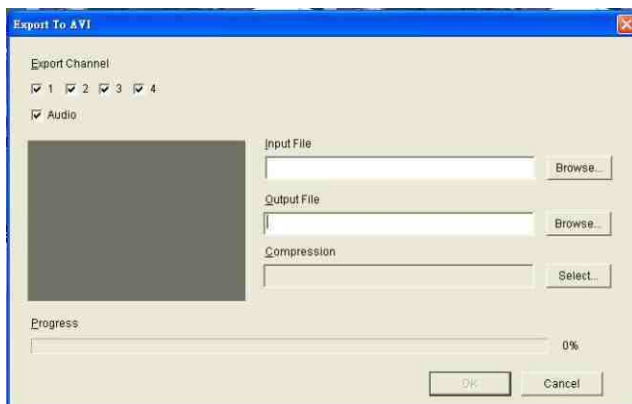 Export To AVI
Export Channel
1 2 3 4
Audio
Input File
Browse...
Output File
Browse...
Compression
Select...
Progress
0%
OK Cancel